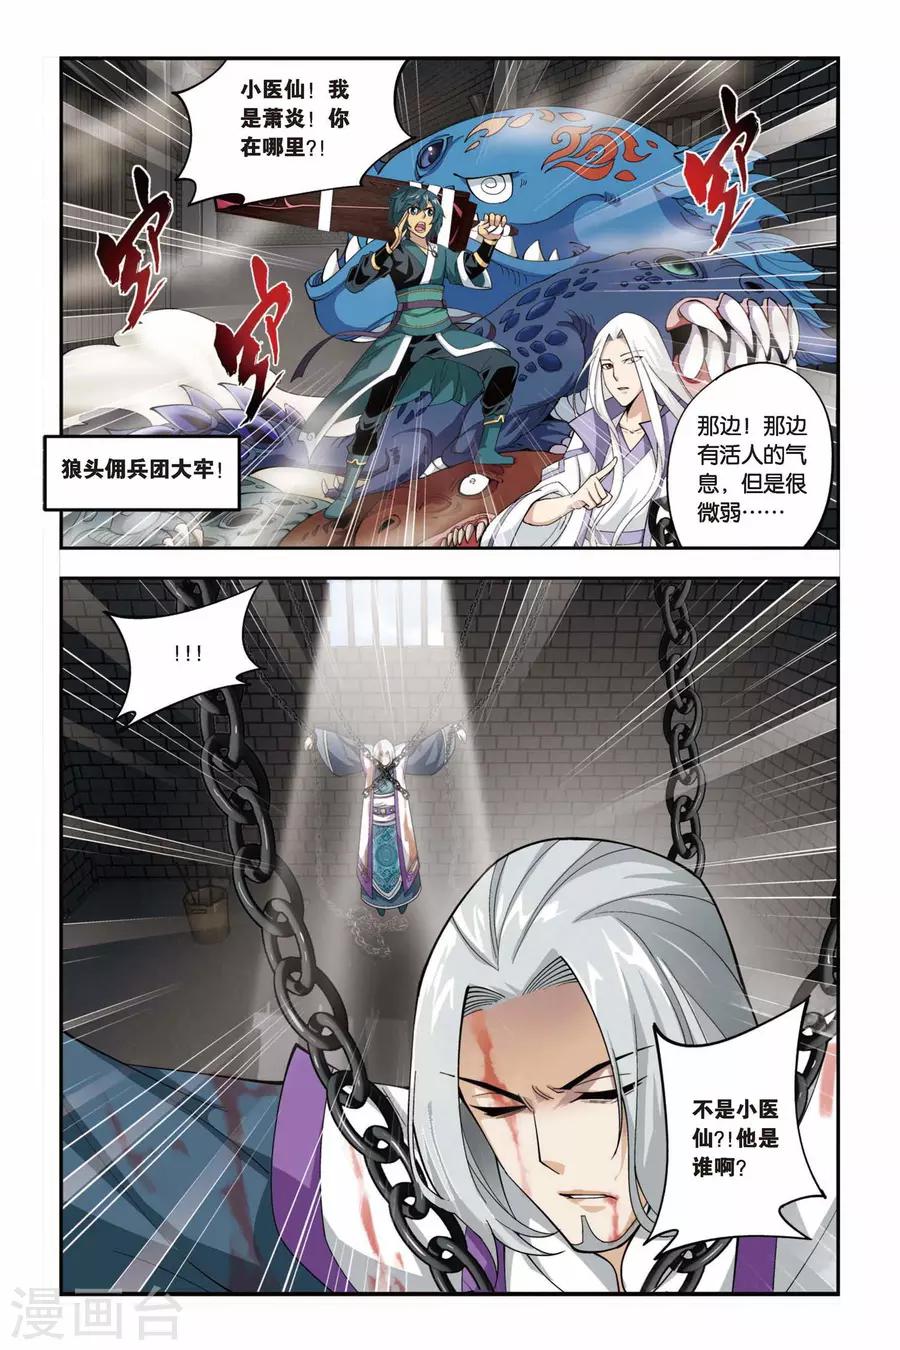 小医仙！我
是萧炎！你
在哪里?!
狼头佣兵团大牢！
那边！那边
有活人的气
息，但是很
微弱……
!!!
不是小医
仙?!他是
谁啊?
漫画台